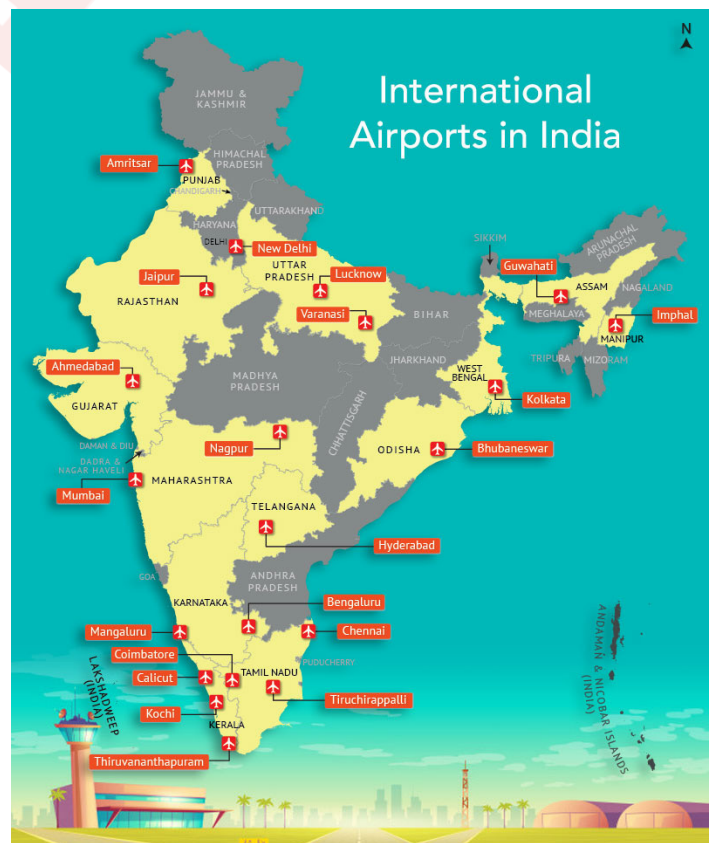 N
International
Airports in India
JAMMU &
KASHMIR
HIMACHAL
PRADESH
Amritsar
PUNJAB
CHANDIGARH
UTTARAKHAND
HARYANA
DELHI
New Delhi
SIKKIM
ARUNACHAL
PRADESH
Guwahati
ASSAM
NAGALAND
MEGHALAYA
Imphal
MANIPUR
TRIPURA
MIZORAM
Jaipur
RAJASTHAN
UTTAR
PRADESH
Lucknow
Varanasi
BIHAR
JHARKHAND
WEST
BENGAL
Kolkata
Ahmedabad
GUJARAT
MADHYA
PRADESH
CHHATTISGARH
DAMAN & DIU
DADRA &
NAGAR HAVELI
Nagpur
ODISHA
Bhubaneswar
Mumbai
MAHARASHTRA
TELANGANA
Hyderabad
GOA
ANDHRA
PRADESH
KARNATAKA
Bengaluru
Mangaluru
Chennai
Coimbatore
PUDUCHERRY
Calicut
TAMIL NADU
Tiruchirappalli
Kochi
KERALA
Thiruvananthapuram
LAKSHADWEEP
(INDIA)
ANDAMAN & NICOBAR ISLANDS
(INDIA)